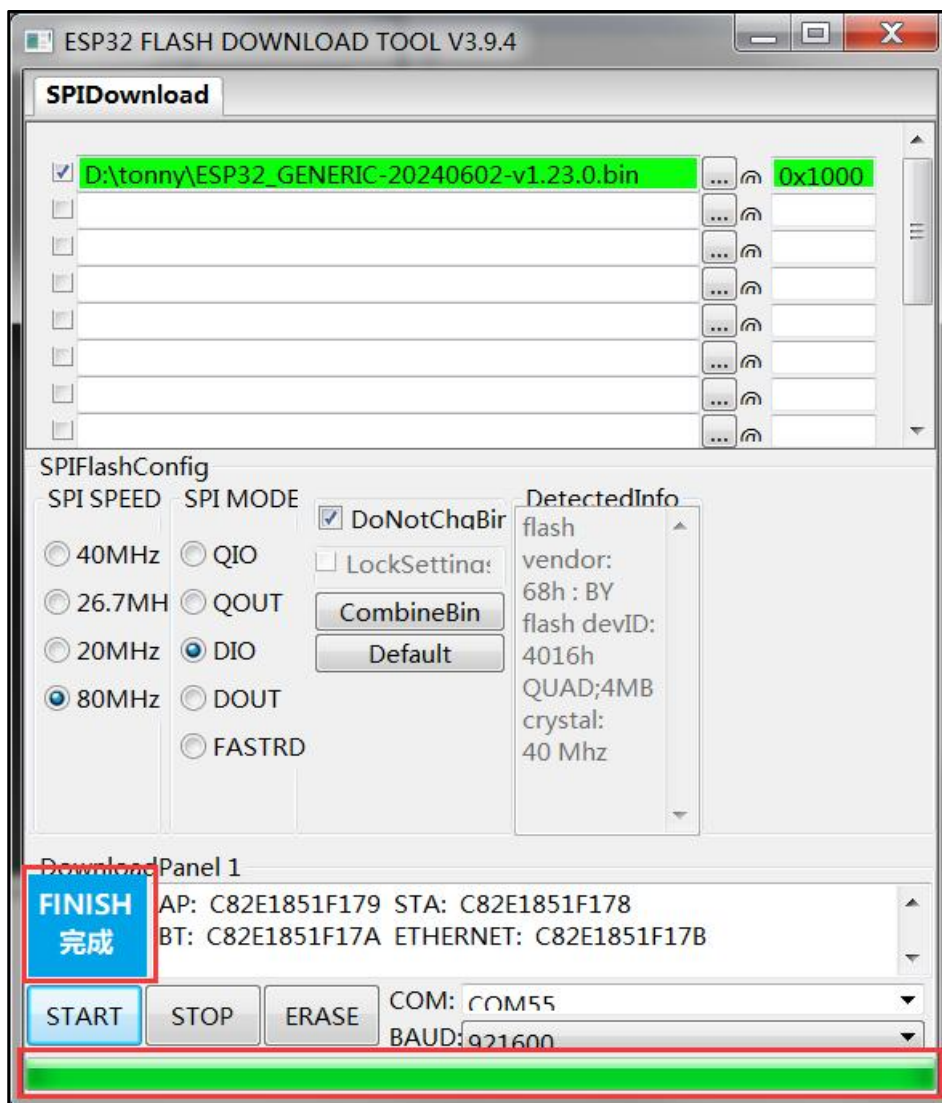 ESP32 FLASH DOWNLOAD TOOL V3.9.4
X
SPIDownload
D:\tonny\ESP32_GENERIC-20240602-v1.23.0.bin ... @ 0x1000
... @
... @
... @
... @
... @
... @
... @
SPIFlashConfig
SPI SPEED
40MHz
26.7MH
20MHz
80MHz
SPI MODE
QIO
QOUT
DIO
DOUT
FASTRD
DoNotChgBin
LockSettings
CombineBin
Default
DetectedInfo
flash
vendor:
68h : BY
flash devID:
4016h
QUAD;4MB
crystal:
40 Mhz
DownloadPanel 1
FINISH
完成
AP: C82E1851F179 STA: C82E1851F178
BT: C82E1851F17A ETHERNET: C82E1851F17B
START STOP ERASE
COM: COM55
BAUD: 921600